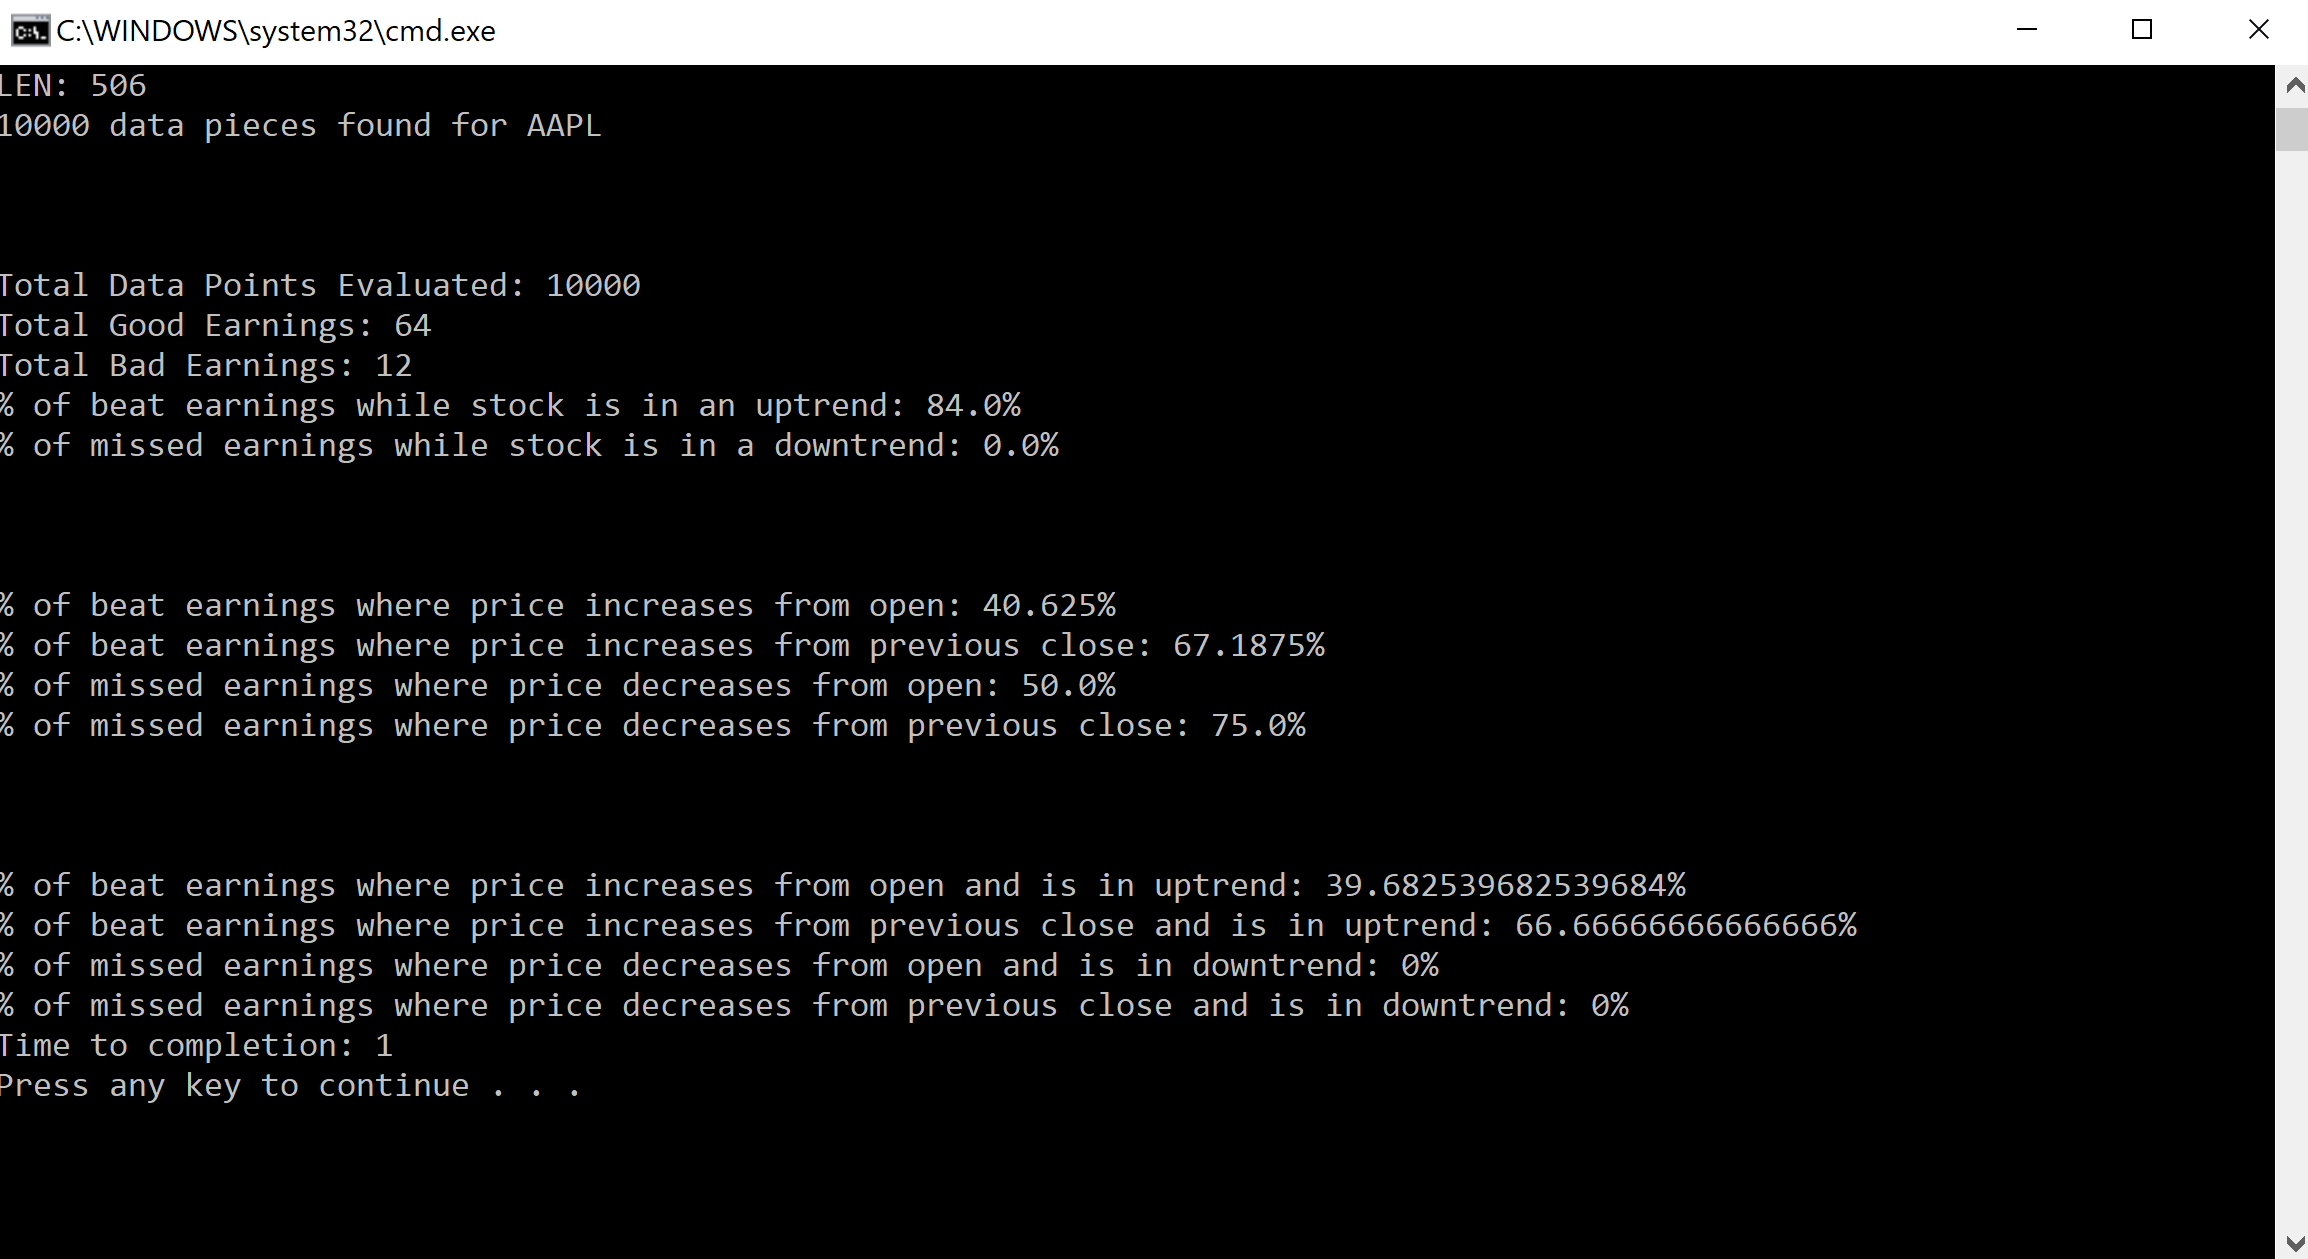 C:\WINDOWS\system32\cmd.exe
LEN: 506
10000 data pieces found for AAPL
Total Data Points Evaluated: 10000
Total Good Earnings: 64
Total Bad Earnings: 12
% of beat earnings while stock is in an uptrend: 84.0%
% of missed earnings while stock is in a downtrend: 0.0%
% of beat earnings where price increases from open: 40.625%
% of beat earnings where price increases from previous close: 67.1875%
% of missed earnings where price decreases from open: 50.0%
% of missed earnings where price decreases from previous close: 75.0%
% of beat earnings where price increases from open and is in uptrend: 39.682539682539684%
% of beat earnings where price increases from previous close and is in uptrend: 66.66666666666666%
% of missed earnings where price decreases from open and is in downtrend: 0%
% of missed earnings where price decreases from previous close and is in downtrend: 0%
Time to completion: 1
Press any key to continue . . .